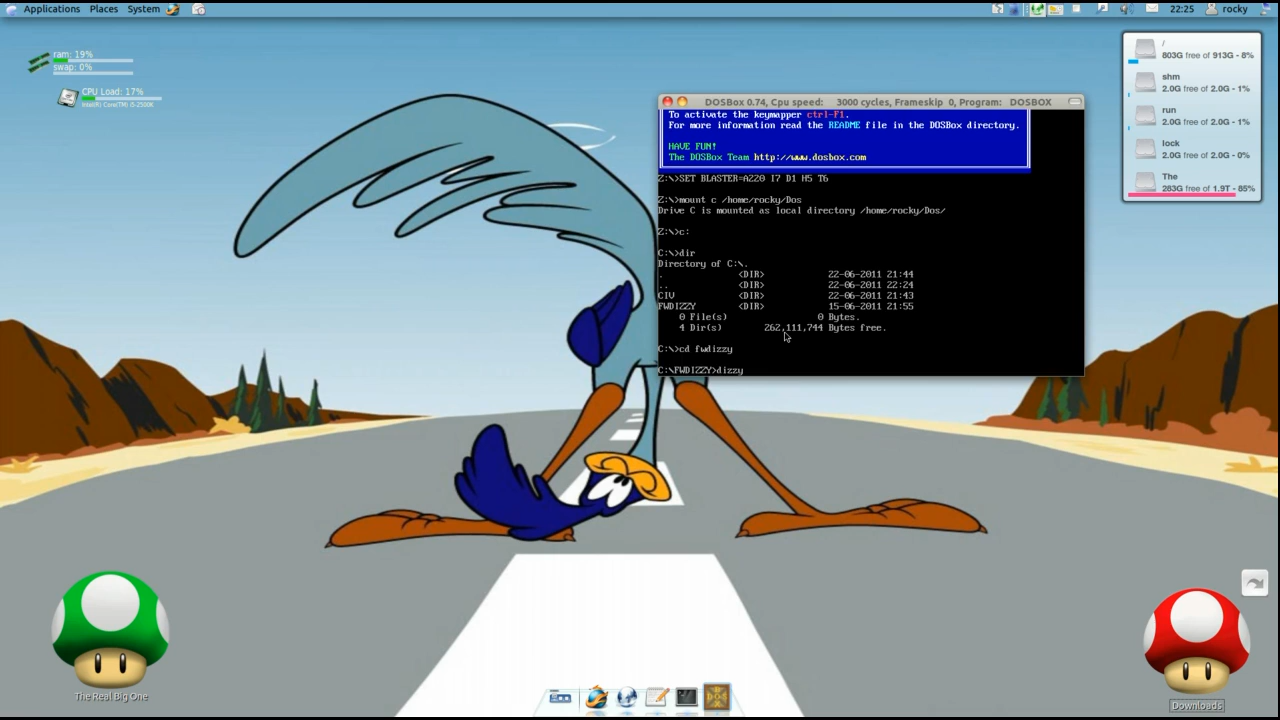 Applications Places System 22:25 rocky
ram: 19%
swap: 0%
CPU Load: 17%
Intel(R) Core(TM) i5-2500K
/
803G free of 913G - 8%
shm
2.0G free of 2.0G - 1%
run
2.0G free of 2.0G - 1%
lock
2.0G free of 2.0G - 0%
The
283G free of 1.9T - 85%
DOSBox 0.74, Cpu speed: 3000 cycles, Frameskip 0, Program: DOSBOX
To activate the keymapper ctrl-F1.
For more information read the README file in the DOSBox directory.
HAVE FUN!
The DOSBox Team http://www.dosbox.com
Z:\>SET BLASTER=A220 I7 D1 H5 T6
Z:\>mount c /home/rocky/Dos
Drive C is mounted as local directory /home/rocky/Dos/
Z:\>c:
C:\>dir
Directory of C:\.
. <DIR> 22-06-2011 21:44
.. <DIR> 22-06-2011 22:24
CIV <DIR> 22-06-2011 21:43
FWDIZZY <DIR> 15-06-2011 21:55
0 File(s) 0 Bytes.
4 Dir(s) 262,111,744 Bytes free.
C:\>cd fwdizzy
C:\FWDIZZY>dizzy
The Real Big One
Downloads
DOS